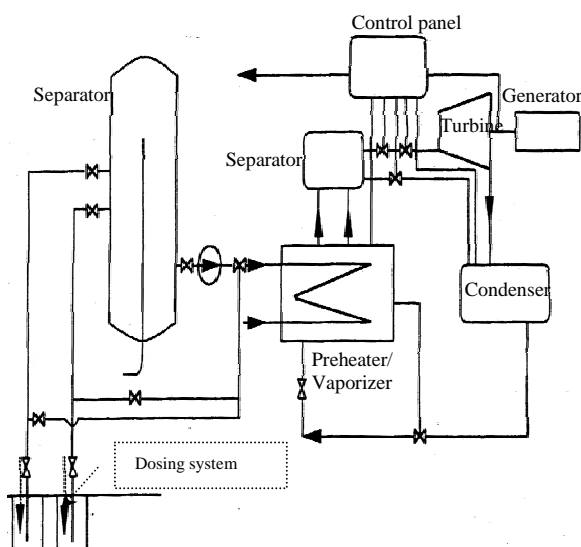 Control panel
Separator
Generator
Turbine
Separator
Condenser
Preheater/
Vaporizer
Dosing system